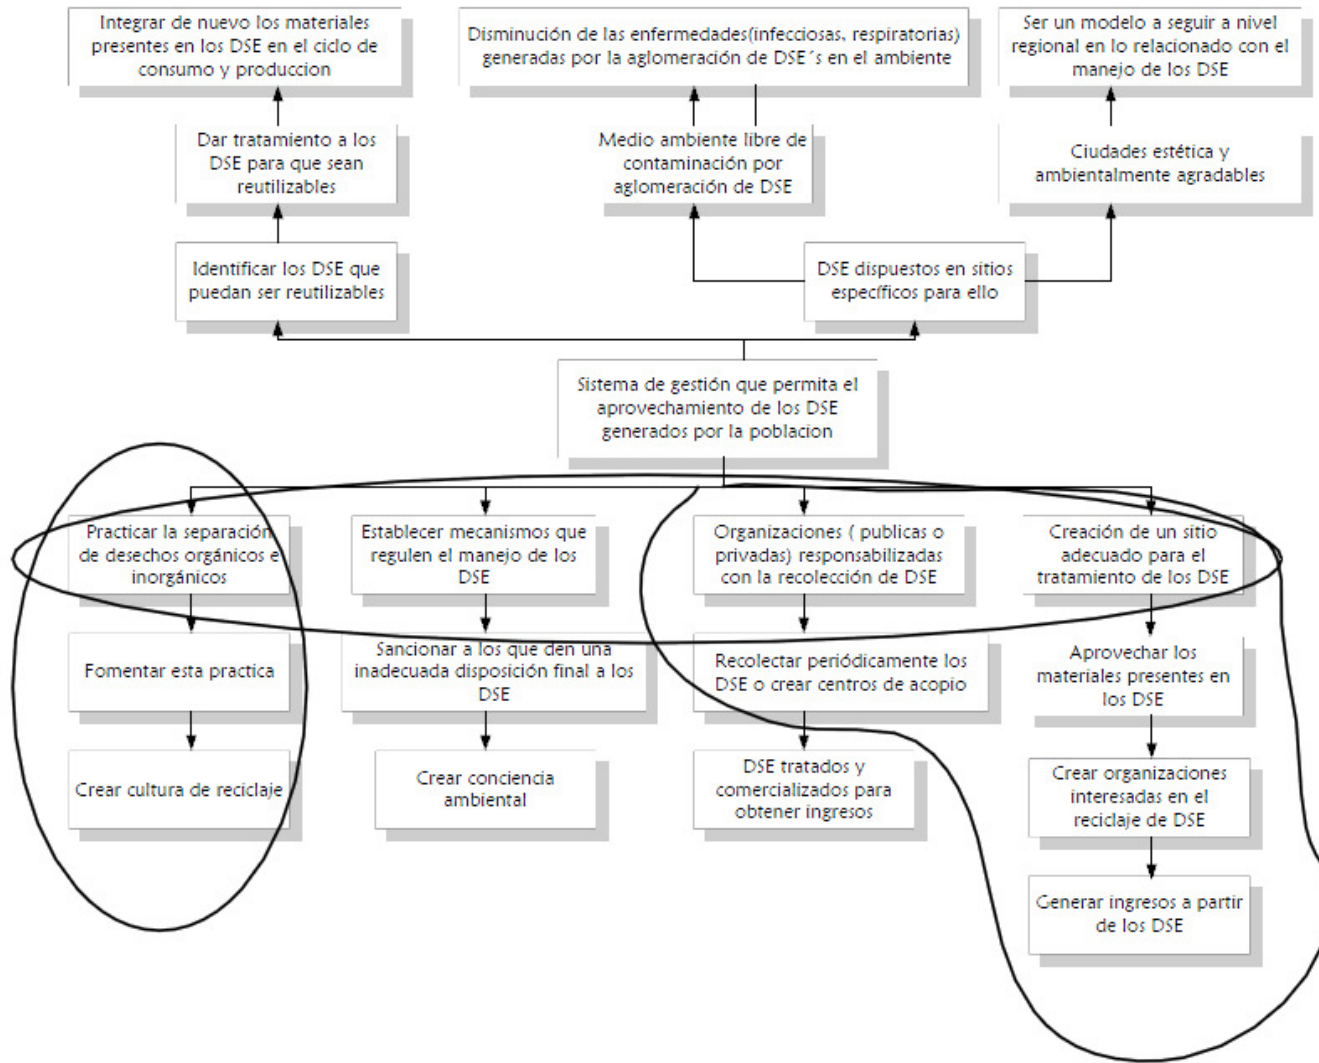 Integrar de nuevo los materiales
presentes en los DSE en el ciclo de
consumo y produccion
Disminución de las enfermedades(infecciosas, respiratorias)
generadas por la aglomeración de DSE´s en el ambiente
Ser un modelo a seguir a nivel
regional en lo relacionado con el
manejo de los DSE
Dar tratamiento a los
DSE para que sean
reutilizables
Medio ambiente libre de
contaminación por
aglomeración de DSE
Ciudades estética y
ambientalmente agradables
Identificar los DSE que
puedan ser reutilizables
DSE dispuestos en sitios
específicos para ello
Sistema de gestión que permita el
aprovechamiento de los DSE
generados por la poblacion
Practicar la separación
de desechos orgánicos e
inorgánicos
Establecer mecanismos que
regulen el manejo de los
DSE
Organizaciones ( publicas o
privadas) responsabilizadas
con la recolección de DSE
Creación de un sitio
adecuado para el
tratamiento de los DSE
Fomentar esta practica
Sancionar a los que den una
inadecuada disposición final a los
DSE
Recolectar periódicamente los
DSE o crear centros de acopio
Aprovechar los
materiales presentes en
los DSE
Crear cultura de reciclaje
Crear conciencia
ambiental
DSE tratados y
comercializados para
obtener ingresos
Crear organizaciones
interesadas en el
reciclaje de DSE
Generar ingresos a partir
de los DSE